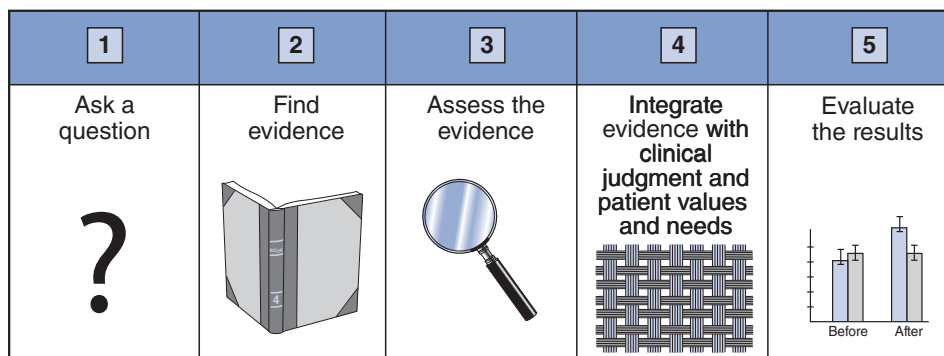 1
2
3
4
5
Ask a
question
Find
evidence
Assess the
evidence
Integrate
evidence with
clinical
judgment and
patient values
and needs
Evaluate
the results
4
Before
After